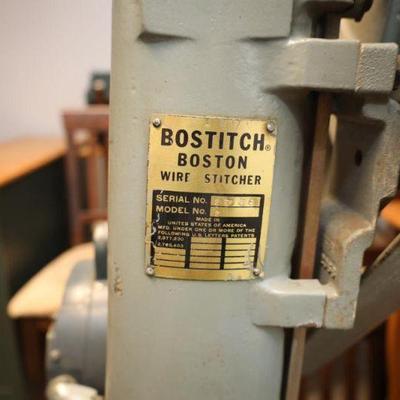 BOSTITCH®
BOSTON
WIRE STITCHER
SERIAL NO.
MODEL NO.
MADE IN
UNITED STATES OF AMERICA
MFD. UNDER ONE OR MORE OF THE
FOLLOWING U.S. LETTERS PATENTS